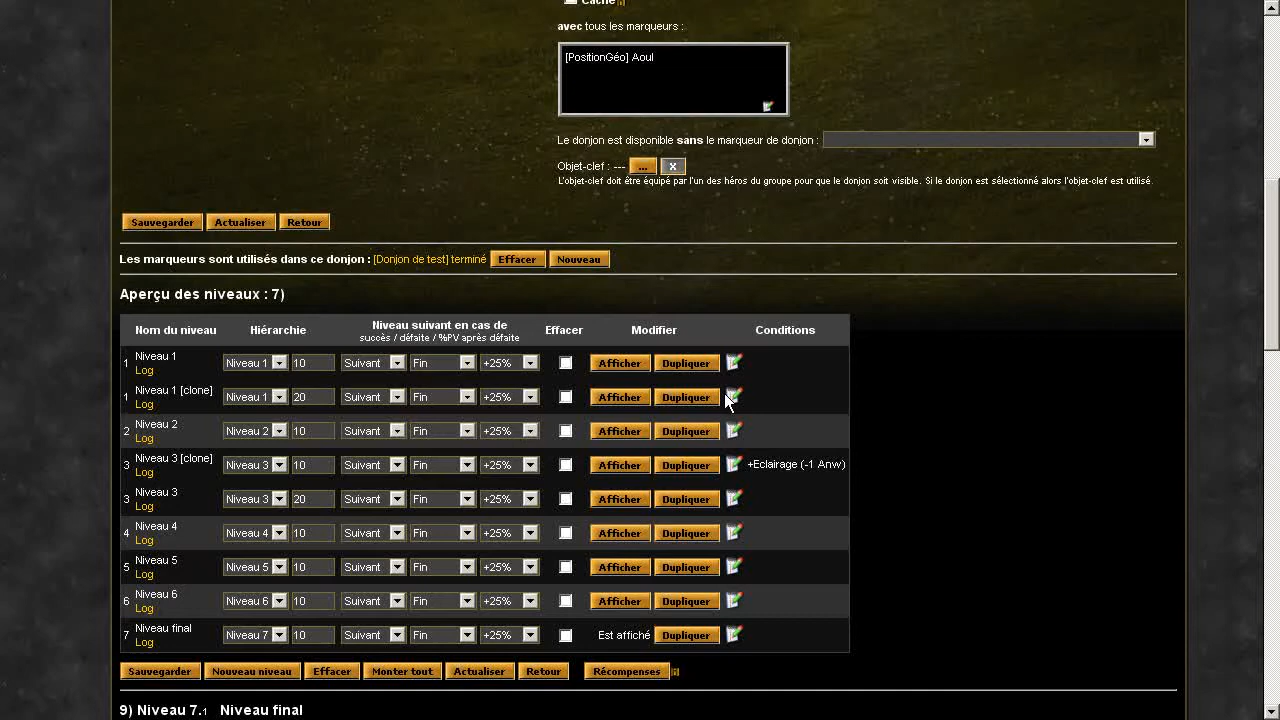 Caché
avec tous les marqueurs :
[PositionGéo] Aoul
Le donjon est disponible sans le marqueur de donjon :
Objet-clef : --- ... x
L'objet-clef doit être équipé par l'un des héros du groupe pour que le donjon soit visible. Si le donjon est sélectionné alors l'objet-clef est utilisé.
Sauvegarder Actualiser Retour
Les marqueurs sont utilisés dans ce donjon : [Donjon de test] terminé Effacer Nouveau
Aperçu des niveaux : 7)
Nom du niveau Hiérarchie Niveau suivant en cas de Effacer Modifier Conditions
succès / défaite / %PV après défaite
1 Niveau 1 Niveau 1 10 Suivant Fin +25% Afficher Dupliquer
Log
1 Niveau 1 [clone] Niveau 1 20 Suivant Fin +25% Afficher Dupliquer
Log
2 Niveau 2 Niveau 2 10 Suivant Fin +25% Afficher Dupliquer
Log
3 Niveau 3 [clone] Niveau 3 10 Suivant Fin +25% Afficher Dupliquer +Eclairage (-1 Anw)
Log
3 Niveau 3 Niveau 3 20 Suivant Fin +25% Afficher Dupliquer
Log
4 Niveau 4 Niveau 4 10 Suivant Fin +25% Afficher Dupliquer
Log
5 Niveau 5 Niveau 5 10 Suivant Fin +25% Afficher Dupliquer
Log
6 Niveau 6 Niveau 6 10 Suivant Fin +25% Afficher Dupliquer
Log
7 Niveau final Niveau 7 10 Suivant Fin +25% Est affiché Dupliquer
Log
Sauvegarder Nouveau niveau Effacer Monter tout Actualiser Retour Récompenses
9) Niveau 7.1 Niveau final